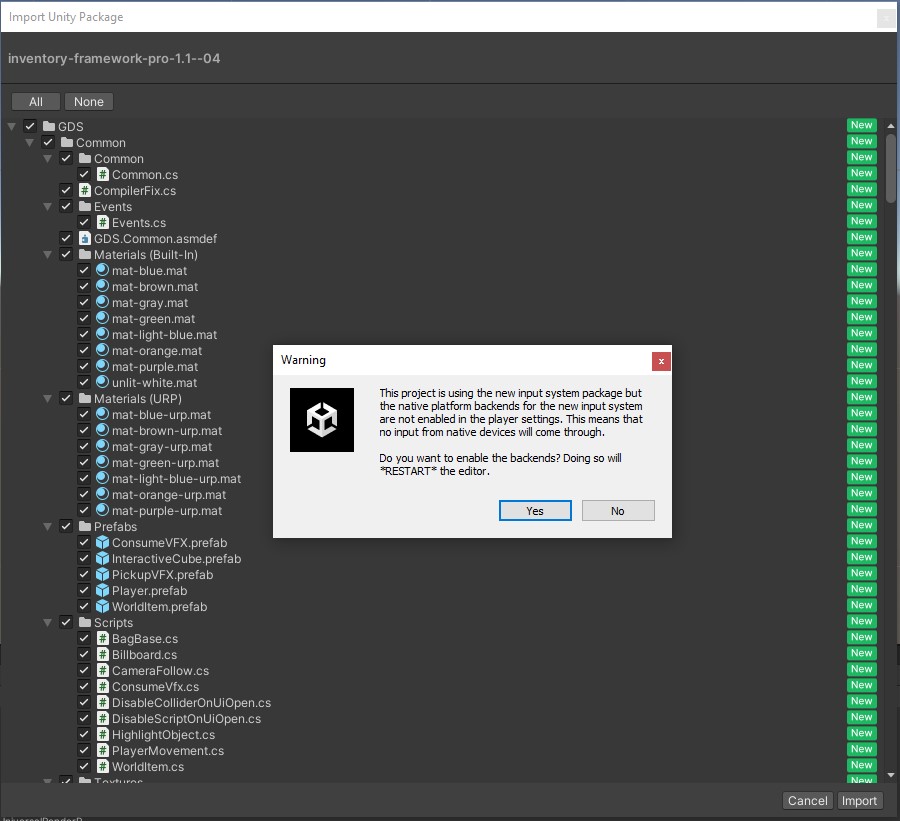 Import Unity Package
x
inventory-framework-pro-1.1--04
All None
GDS New
Common New
Common New
Common.cs New
CompilerFix.cs New
Events New
Events.cs New
GDS.Common.asmdef New
Materials (Built-In) New
mat-blue.mat New
mat-brown.mat New
mat-gray.mat New
mat-green.mat New
mat-light-blue.mat New
mat-orange.mat New
mat-purple.mat New
unlit-white.mat New
Materials (URP) New
mat-blue-urp.mat New
mat-brown-urp.mat New
mat-gray-urp.mat New
mat-green-urp.mat New
mat-light-blue-urp.mat New
mat-orange-urp.mat New
mat-purple-urp.mat New
Prefabs New
ConsumeVFX.prefab New
InteractiveCube.prefab New
PickupVFX.prefab New
Player.prefab New
WorldItem.prefab New
Scripts New
BagBase.cs New
Billboard.cs New
CameraFollow.cs New
ConsumeVfx.cs New
DisableColliderOnUiOpen.cs New
DisableScriptOnUiOpen.cs New
HighlightObject.cs New
PlayerMovement.cs New
WorldItem.cs New
Textures New
Warning
x
This project is using the new input system package but
the native platform backends for the new input system
are not enabled in the player settings. This means that
no input from native devices will come through.
Do you want to enable the backends? Doing so will
*RESTART* the editor.
Yes No
Cancel Import